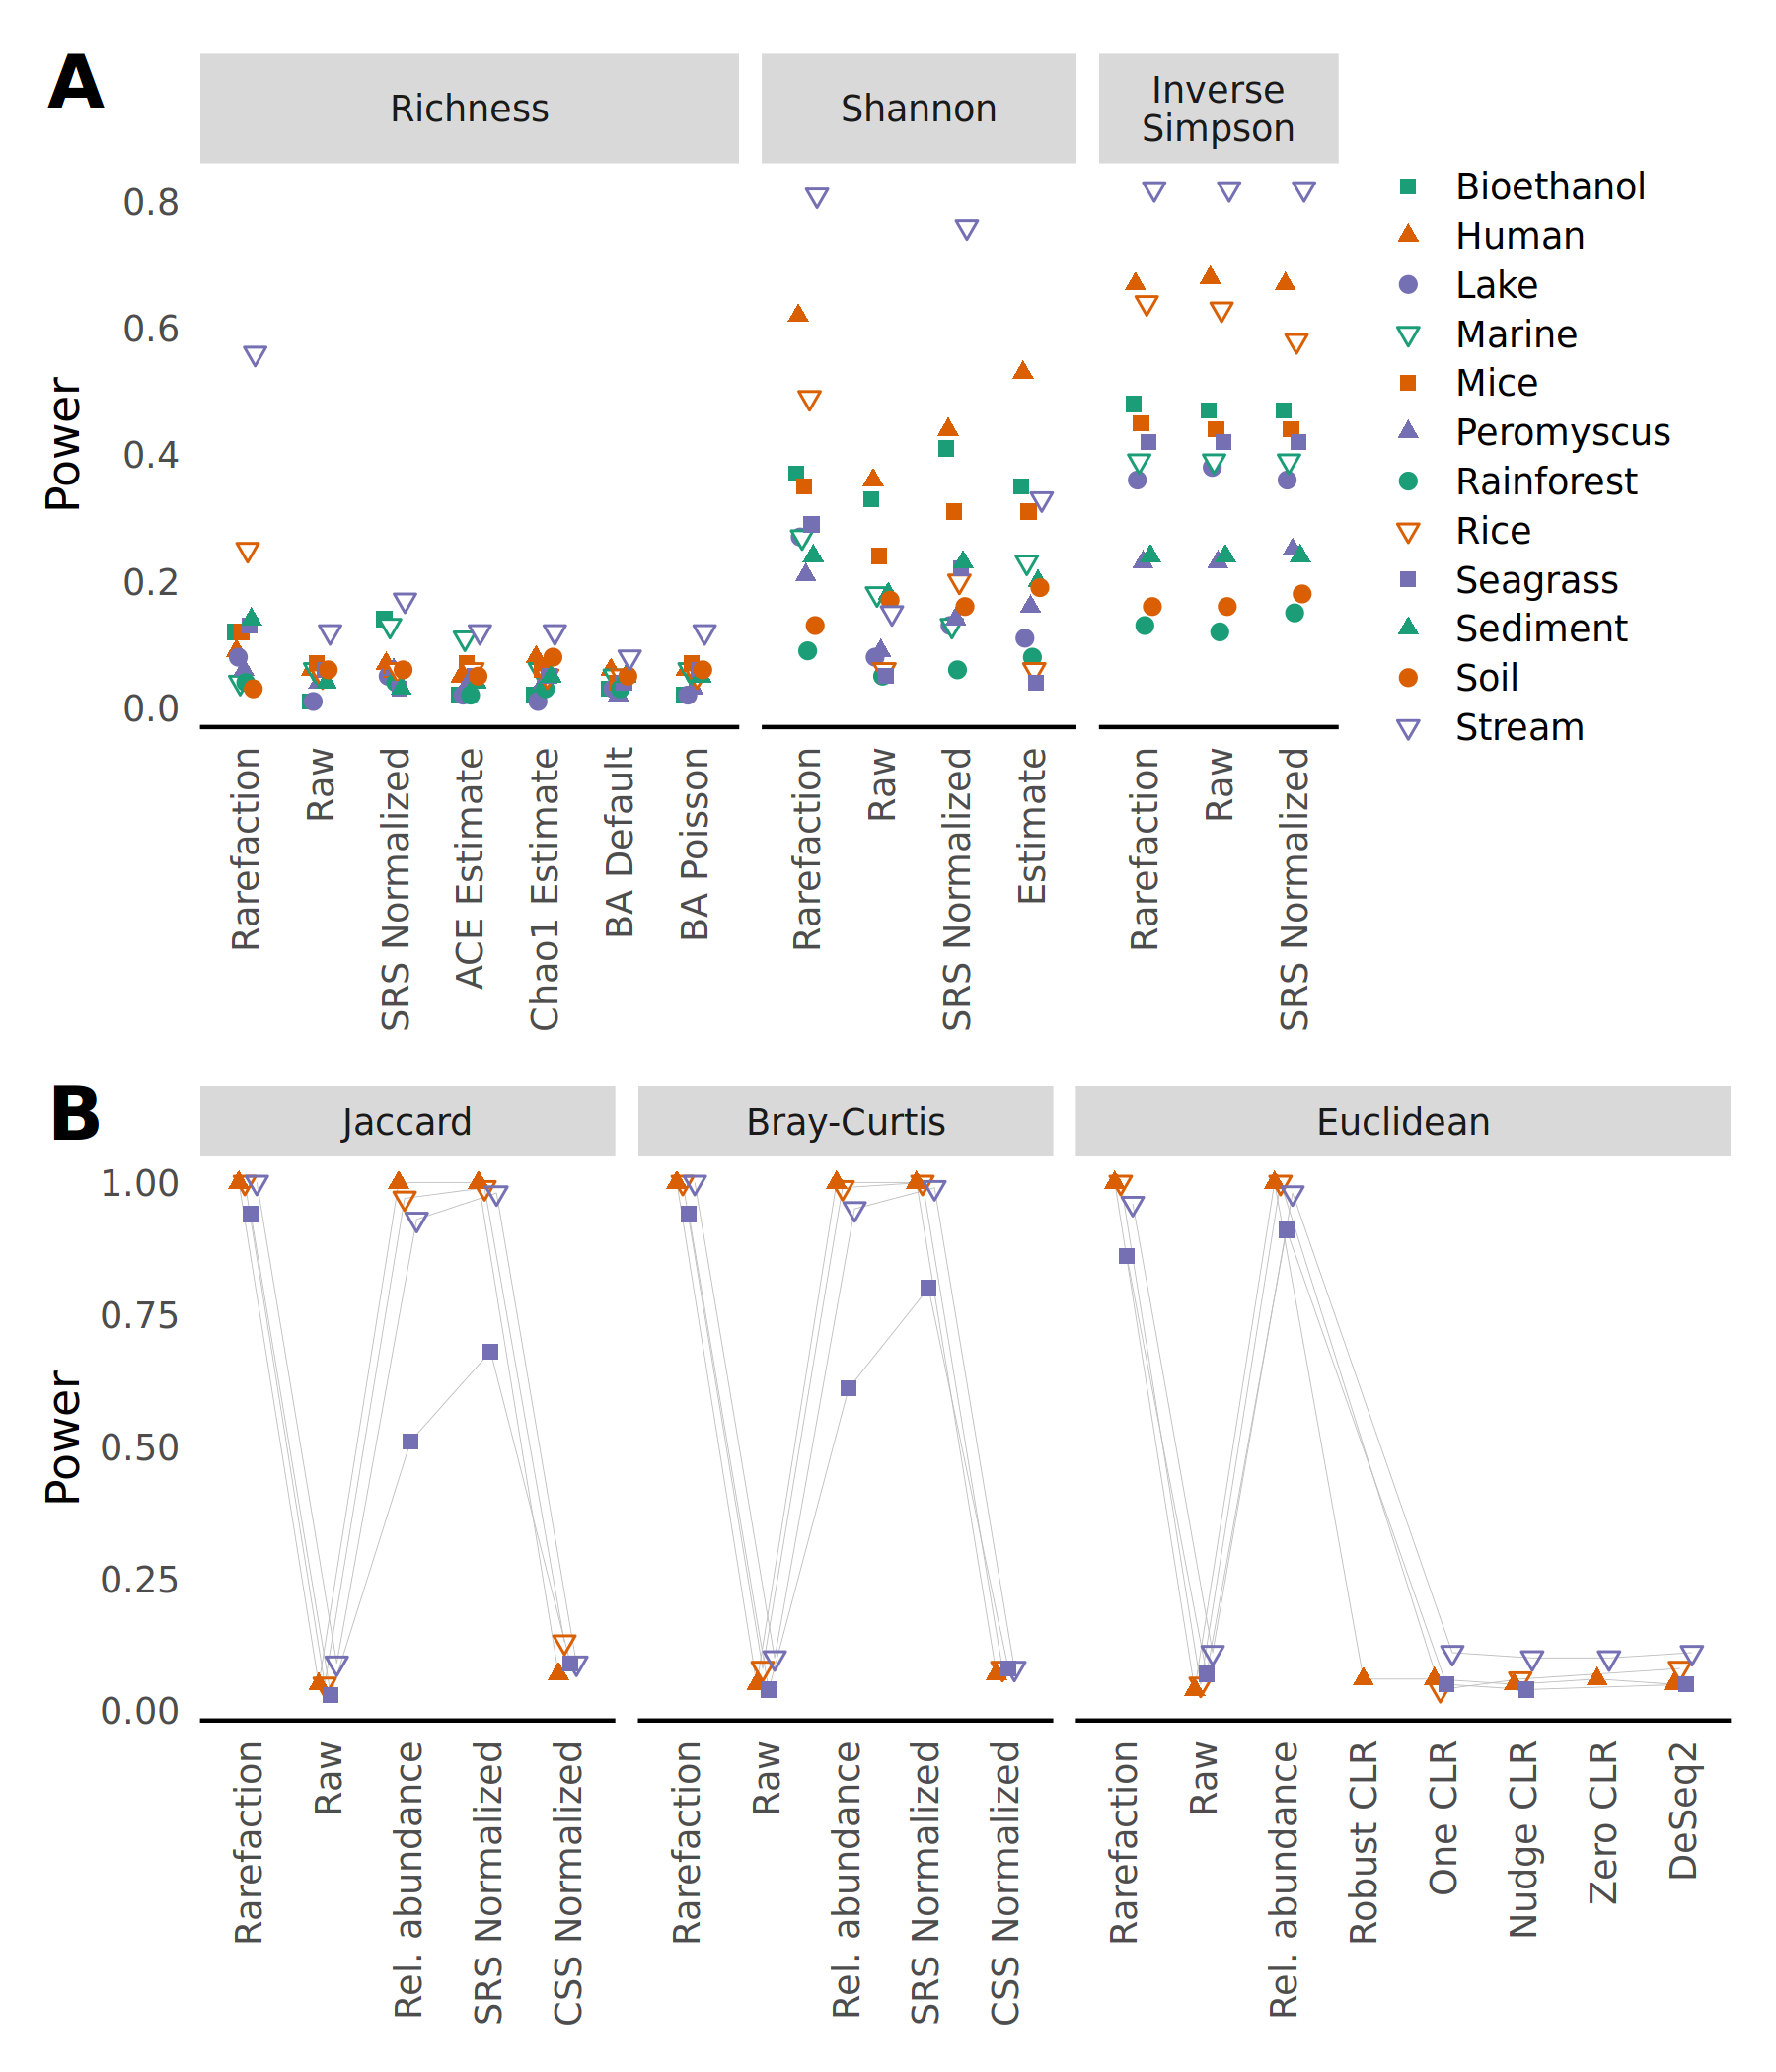 A
Richness
Shannon
Inverse
Simpson
0.8
0.6
0.4
0.2
0.0
Power
Rarefaction
Raw
SRS Normalized
ACE Estimate
Chao1 Estimate
BA Default
BA Poisson
Rarefaction
Raw
SRS Normalized
Estimate
Rarefaction
Raw
SRS Normalized
Bioethanol
Human
Lake
Marine
Mice
Peromyscus
Rainforest
Rice
Seagrass
Sediment
Soil
Stream
B
Jaccard
Bray-Curtis
Euclidean
1.00
0.75
0.50
0.25
0.00
Power
Rarefaction
Raw
Rel. abundance
SRS Normalized
CSS Normalized
Rarefaction
Raw
Rel. abundance
SRS Normalized
CSS Normalized
Rarefaction
Raw
Rel. abundance
Robust CLR
One CLR
Nudge CLR
Zero CLR
DeSeq2